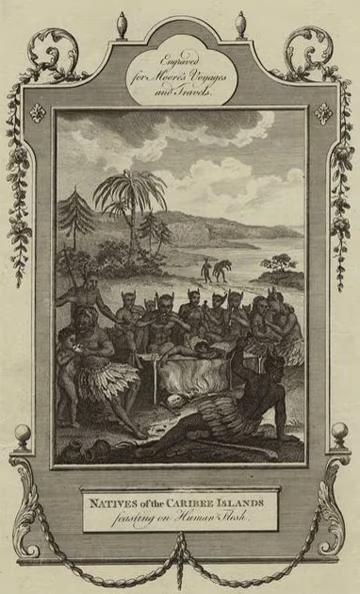 Engraved
for Moore's Voyages
and Travels.
NATIVES of the CARIBEE ISLANDS
feasting on Human Flesh.